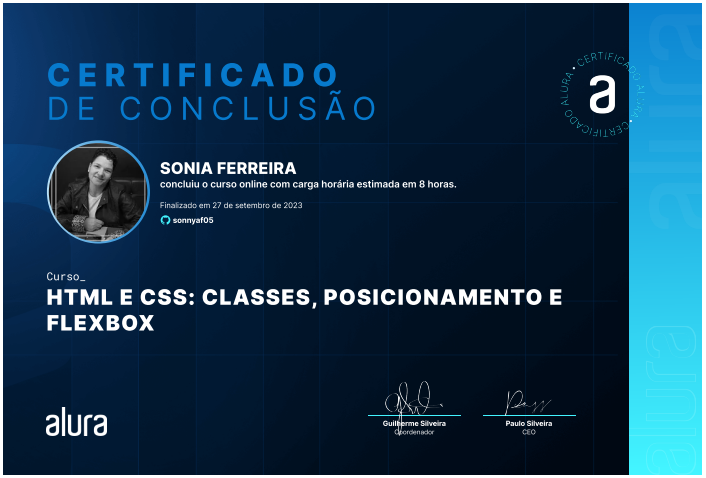 CERTIFICADO
DE CONCLUSÃO
• CERTIFICADO ALURA • CERTIFICADO ALURA
a
SONIA FERREIRA
concluiu o curso online com carga horária estimada em 8 horas.
Finalizado em 27 de setembro de 2023
sonnyaf05
Curso_
HTML E CSS: CLASSES, POSICIONAMENTO E
FLEXBOX
alura
Guilherme Silveira
Coordenador
Paulo Silveira
CEO
alura
alura
alura